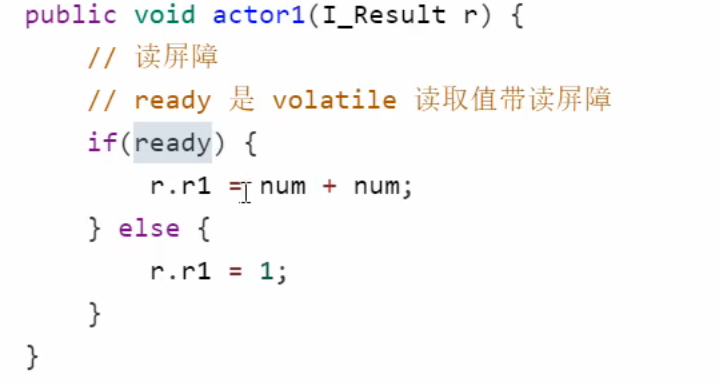 public void actor1(I_Result r) {
// 读屏障
// ready 是 volatile 读取值带读屏障
if(ready) {
r.r1 = num + num;
} else {
r.r1 = 1;
}
}